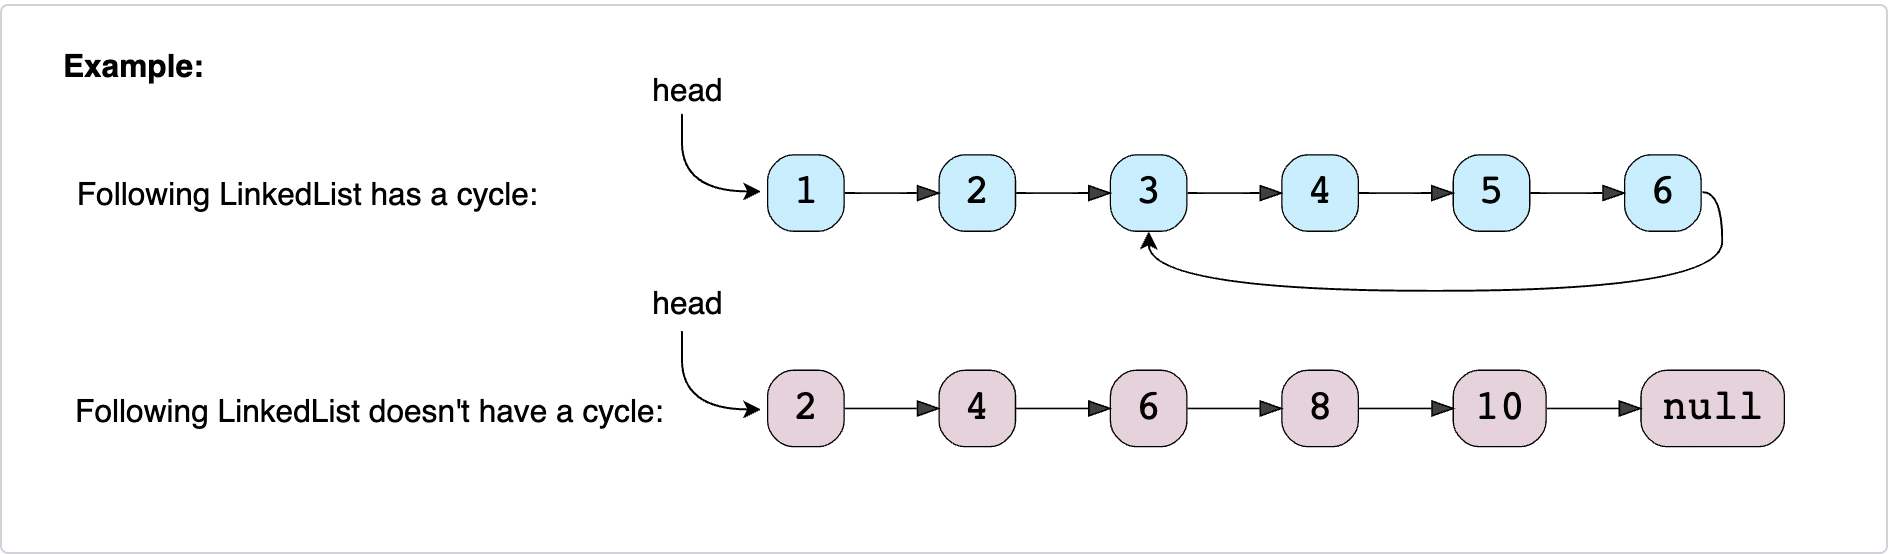 Example:
head
Following LinkedList has a cycle:
1 2 3 4 5 6
head
Following LinkedList doesn't have a cycle:
2 4 6 8 10 null